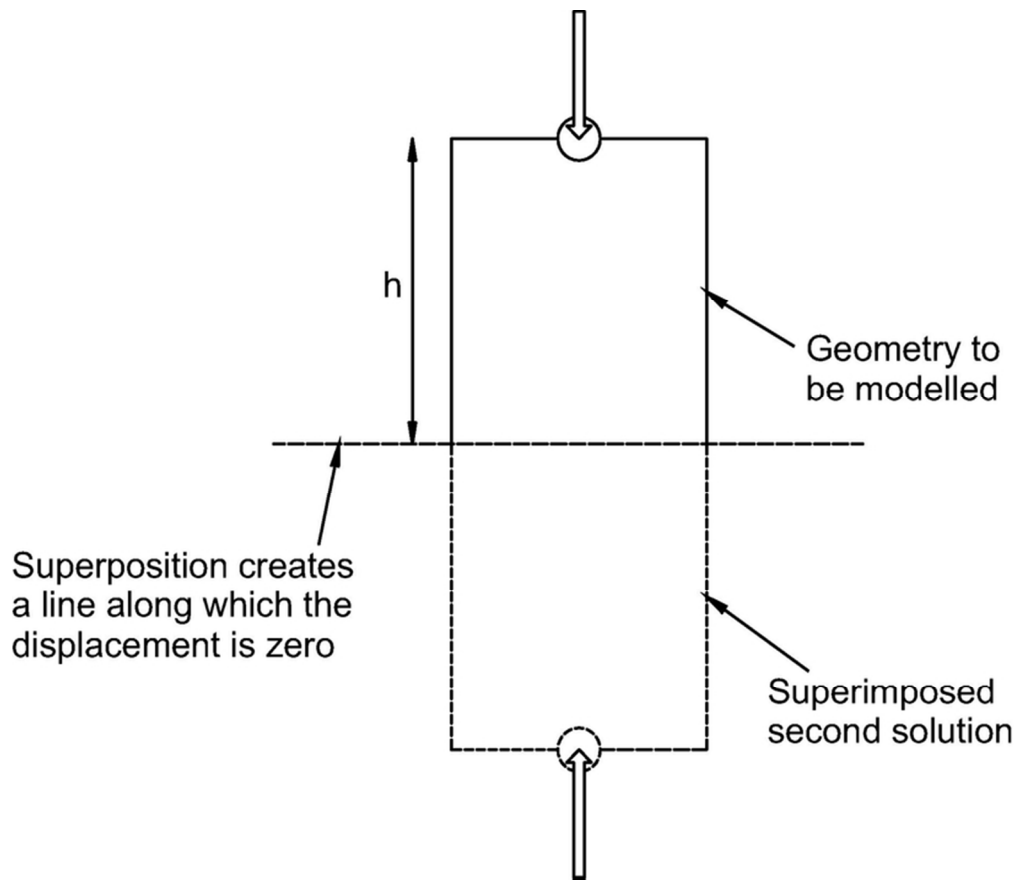 h
Geometry to
be modelled
Superposition creates
a line along which the
displacement is zero
Superimposed
second solution